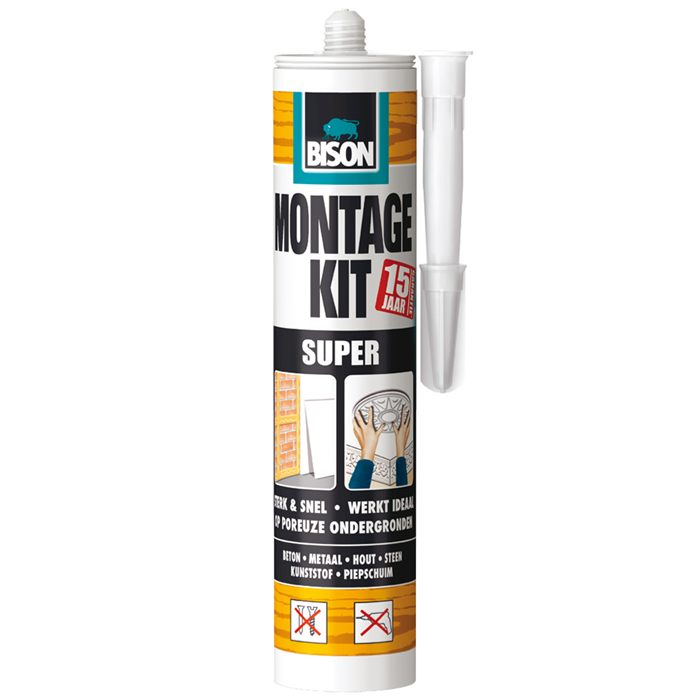 BISON
MONTAGE
KIT
15
JAAR
GARANTIE
SUPER
STERK & SNEL • WERKT IDEAAL
OP POREUZE ONDERGRONDEN
BETON • METAAL • HOUT • STEEN
KUNSTSTOF • PIEPSCHUIM